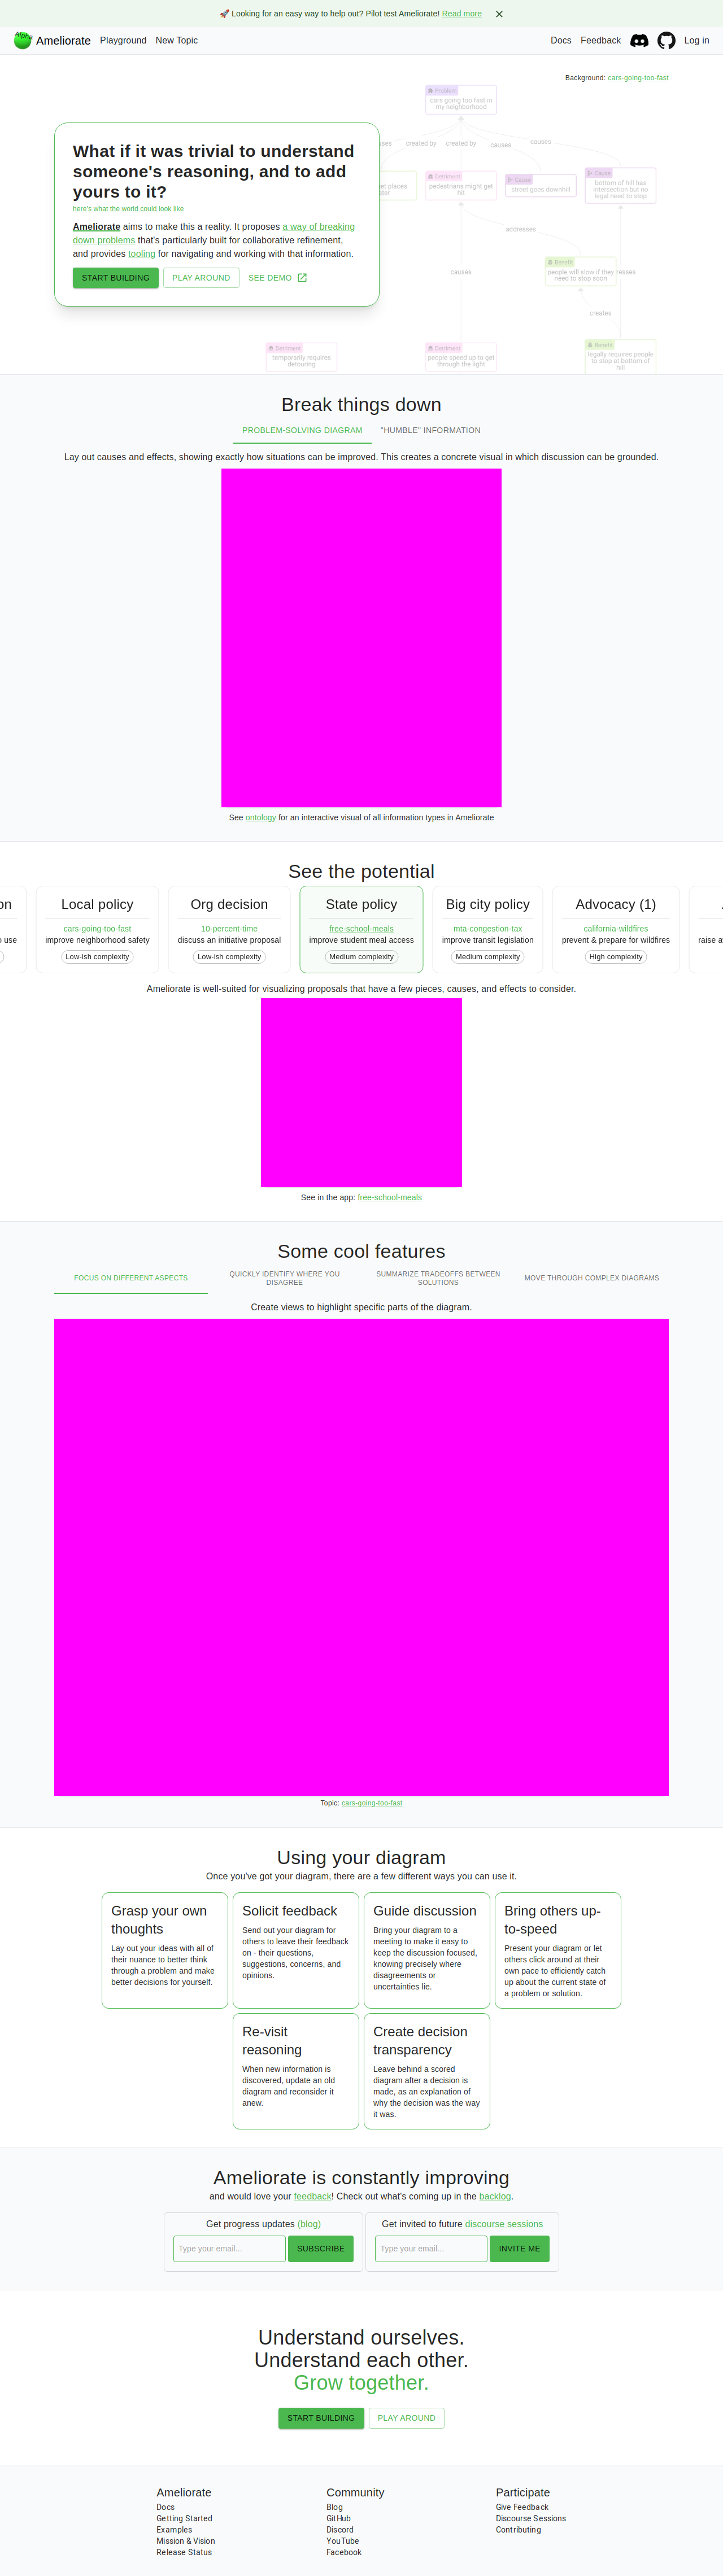 🚀 Looking for an easy way to help out? Pilot test Ameliorate! Read more
Alpha
Ameliorate Playground New Topic Docs Feedback Log in
Background: cars-going-too-fast
What if it was trivial to understand
someone's reasoning, and to add
yours to it?
here's what the world could look like
Ameliorate aims to make this a reality. It proposes a way of breaking
down problems that's particularly built for collaborative refinement,
and provides tooling for navigating and working with that information.
START BUILDING PLAY AROUND SEE DEMO
Problem
cars going too fast in
my neighborhood
created by
created by
causes
causes
Detriment
pedestrians might get
hit
Cause
street goes downhill
Cause
bottom of hill has
intersection but no
legal need to stop
addresses
Benefit
people will slow if they
need to stop soon
causes
creates
Detriment
temporarily requires
detouring
Detriment
people speed up to get
through the light
Benefit
legally requires people
to stop at bottom of
hill
Break things down
PROBLEM-SOLVING DIAGRAM "HUMBLE" INFORMATION
Lay out causes and effects, showing exactly how situations can be improved. This creates a concrete visual in which discussion can be grounded.
See ontology for an interactive visual of all information types in Ameliorate
See the potential
Local policy
cars-going-too-fast
improve neighborhood safety
Low-ish complexity
Org decision
10-percent-time
discuss an initiative proposal
Low-ish complexity
State policy
free-school-meals
improve student meal access
Medium complexity
Big city policy
mta-congestion-tax
improve transit legislation
Medium complexity
Advocacy (1)
california-wildfires
prevent & prepare for wildfires
High complexity
Ameliorate is well-suited for visualizing proposals that have a few pieces, causes, and effects to consider.
See in the app: free-school-meals
Some cool features
FOCUS ON DIFFERENT ASPECTS
QUICKLY IDENTIFY WHERE YOU
DISAGREE
SUMMARIZE TRADEOFFS BETWEEN
SOLUTIONS
MOVE THROUGH COMPLEX DIAGRAMS
Create views to highlight specific parts of the diagram.
Topic: cars-going-too-fast
Using your diagram
Once you've got your diagram, there are a few different ways you can use it.
Grasp your own
thoughts
Lay out your ideas with all of
their nuance to better think
through a problem and make
better decisions for yourself.
Solicit feedback
Send out your diagram for
others to leave their feedback
on - their questions,
suggestions, concerns, and
opinions.
Guide discussion
Bring your diagram to a
meeting to make it easy to
keep the discussion focused,
knowing precisely where
disagreements or
uncertainties lie.
Bring others up-
to-speed
Present your diagram or let
others click around at their
own pace to efficiently catch
up about the current state of
a problem or solution.
Re-visit
reasoning
When new information is
discovered, update an old
diagram and reconsider it
anew.
Create decision
transparency
Leave behind a scored
diagram after a decision is
made, as an explanation of
why the decision was the way
it was.
Ameliorate is constantly improving
and would love your feedback! Check out what's coming up in the backlog.
Get progress updates (blog)
Type your email... SUBSCRIBE
Get invited to future discourse sessions
Type your email... INVITE ME
Understand ourselves.
Understand each other.
Grow together.
START BUILDING PLAY AROUND
Ameliorate
Docs
Getting Started
Examples
Mission & Vision
Release Status
Community
Blog
GitHub
Discord
YouTube
Facebook
Participate
Give Feedback
Discourse Sessions
Contributing